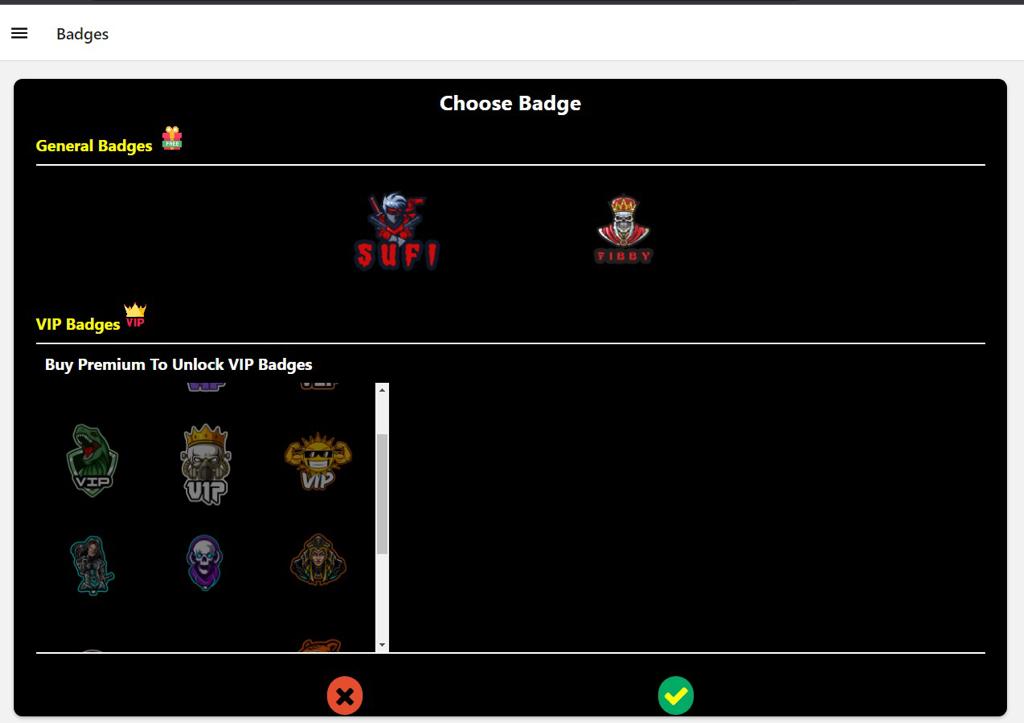 Badges
Choose Badge
General Badges
FREE
SUFI
FIBBY
VIP Badges
VIP
Buy Premium To Unlock VIP Badges
VIP
VIP
VIP